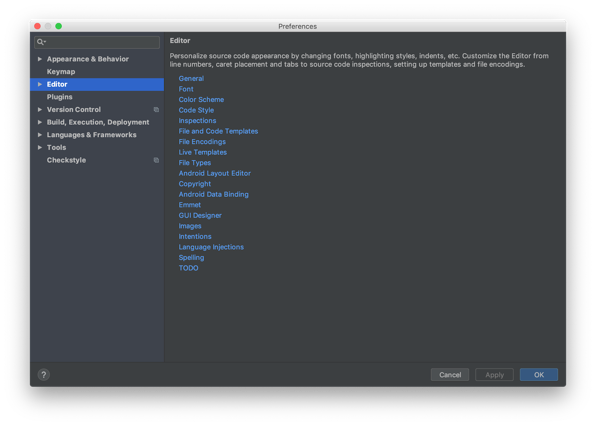 Preferences
Appearance & Behavior
Keymap
Editor
Plugins
Version Control
Build, Execution, Deployment
Languages & Frameworks
Tools
Checkstyle
Editor
Personalize source code appearance by changing fonts, highlighting styles, indents, etc. Customize the Editor from
line numbers, caret placement and tabs to source code inspections, setting up templates and file encodings.
General
Font
Color Scheme
Code Style
Inspections
File and Code Templates
File Encodings
Live Templates
File Types
Android Layout Editor
Copyright
Android Data Binding
Emmet
GUI Designer
Images
Intentions
Language Injections
Spelling
TODO
?
Cancel
Apply
OK